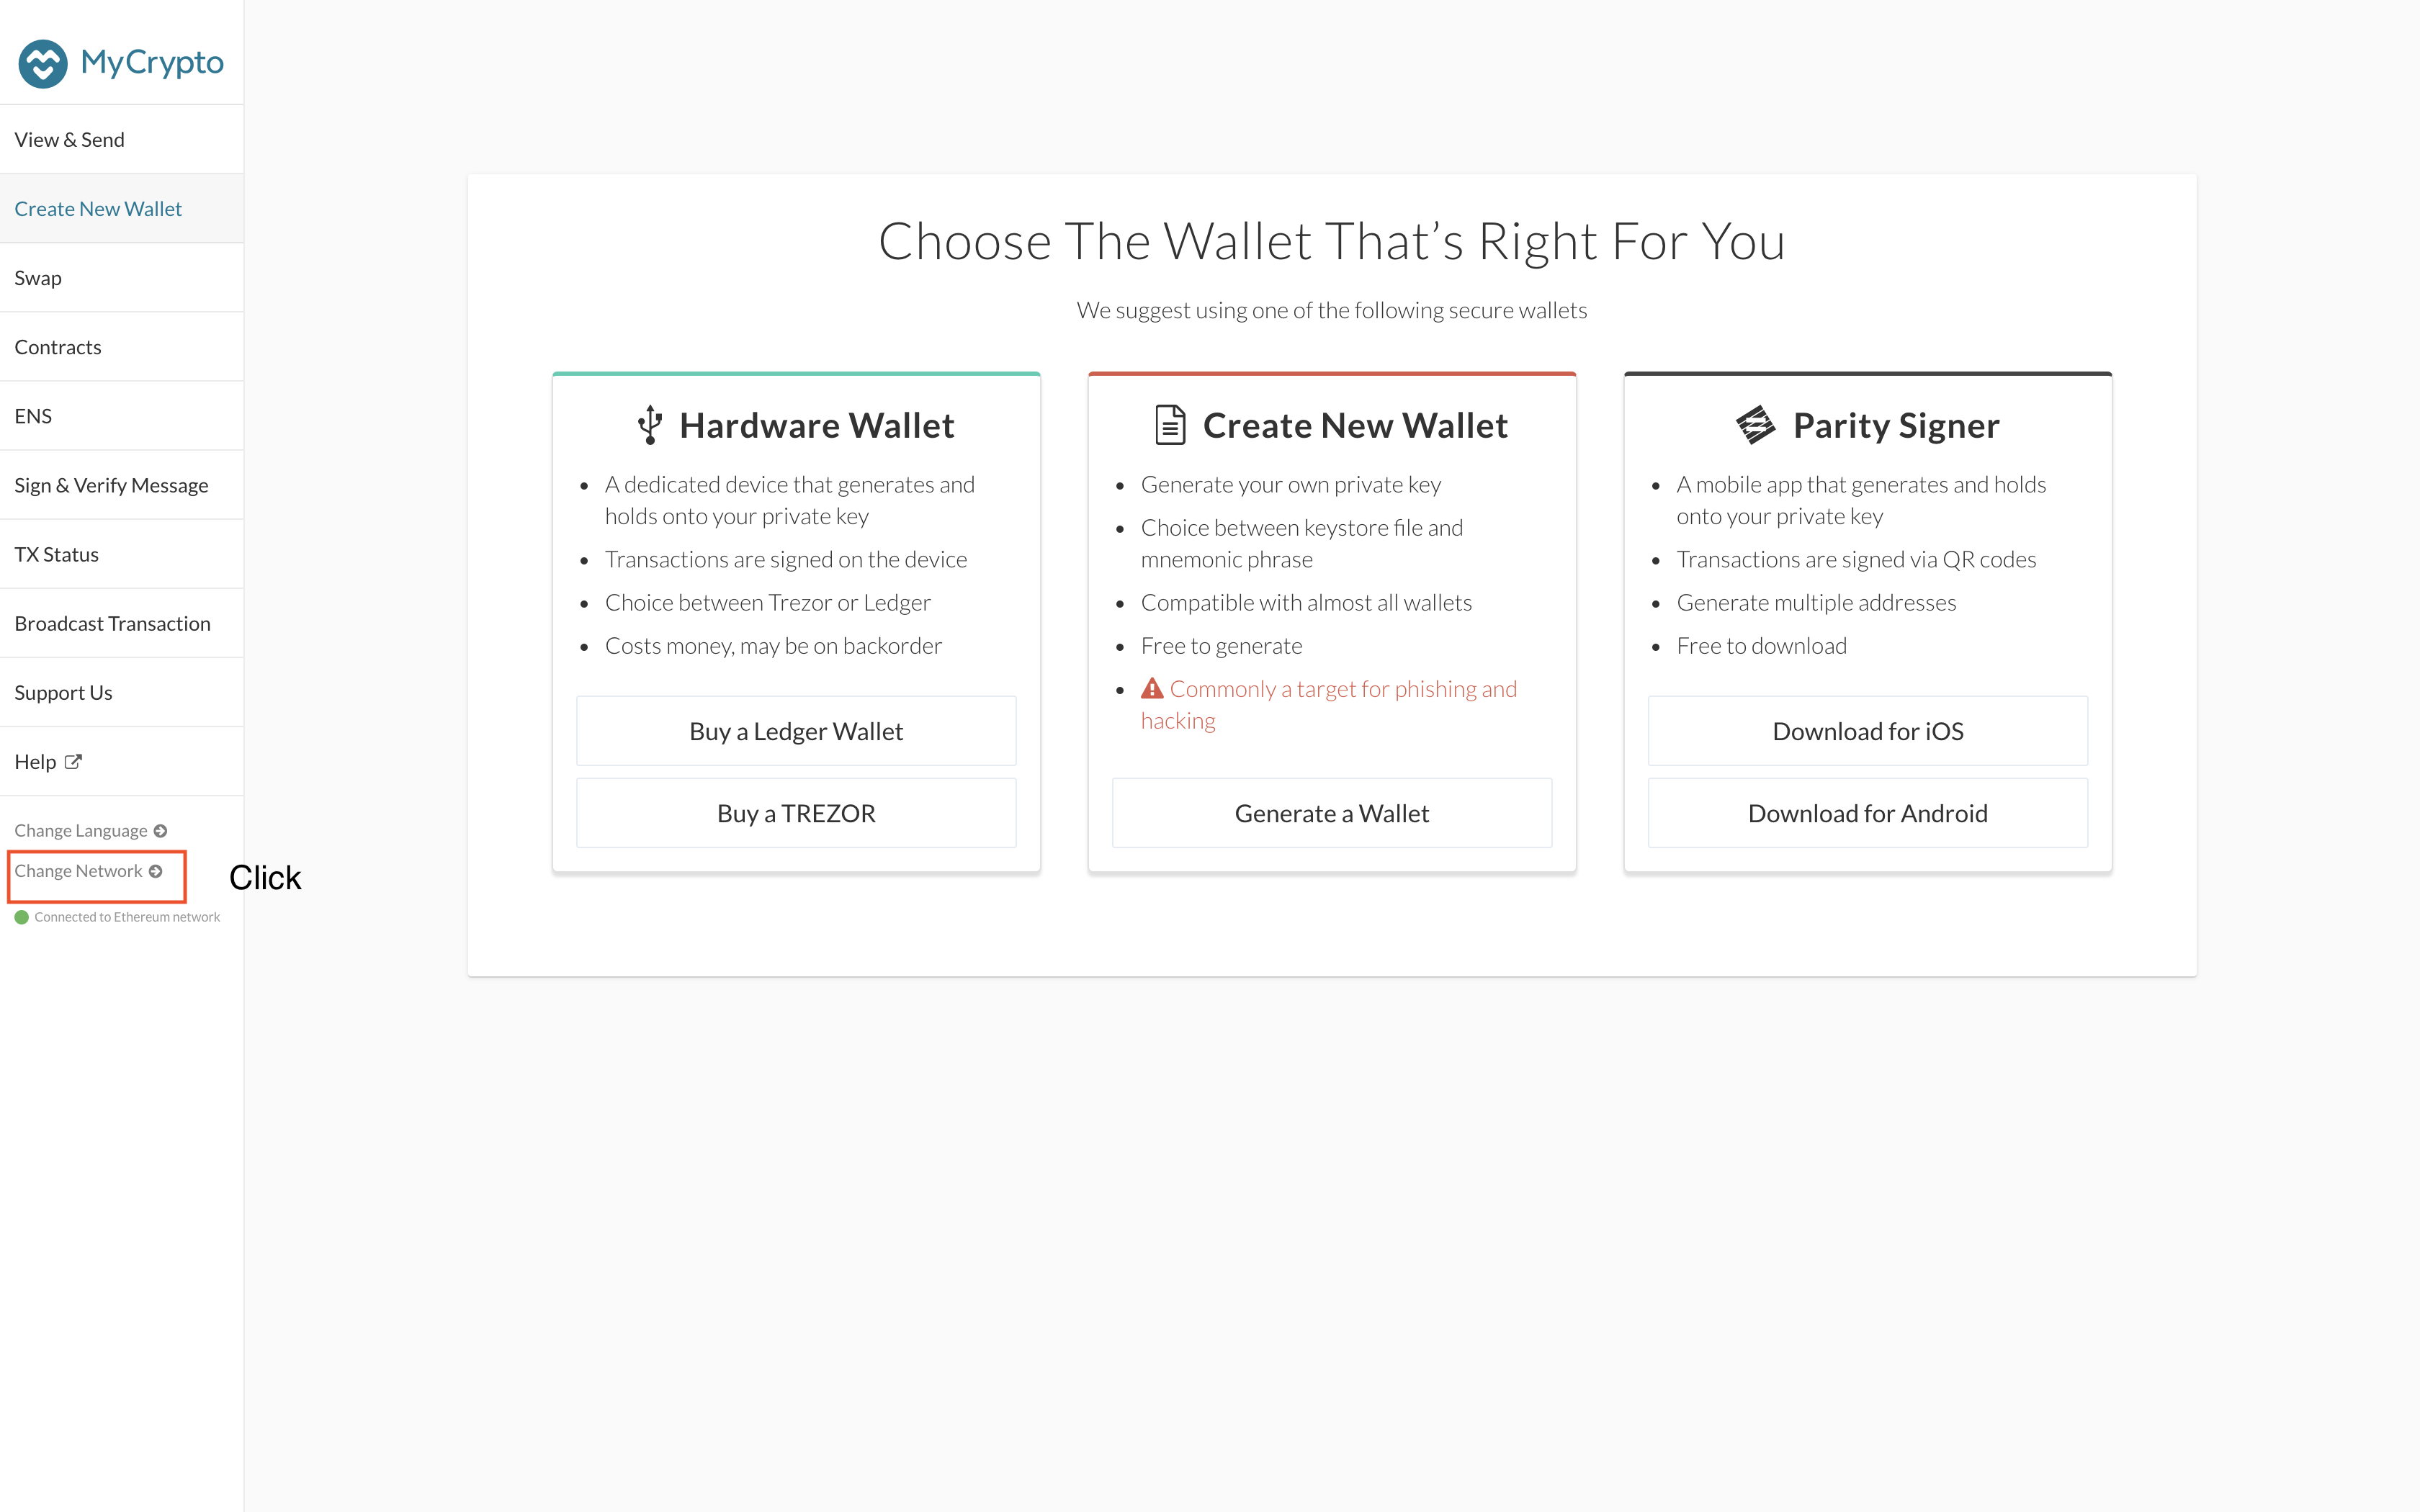 MyCrypto
View & Send
Create New Wallet
Swap
Contracts
ENS
Sign & Verify Message
TX Status
Broadcast Transaction
Support Us
Help
Change Language
Change Network
Click
Connected to Ethereum network
Choose The Wallet That’s Right For You
We suggest using one of the following secure wallets
Hardware Wallet
A dedicated device that generates and
holds onto your private key
Transactions are signed on the device
Choice between Trezor or Ledger
Costs money, may be on backorder
Buy a Ledger Wallet
Buy a TREZOR
Create New Wallet
Generate your own private key
Choice between keystore file and
mnemonic phrase
Compatible with almost all wallets
Free to generate
Commonly a target for phishing and
hacking
Generate a Wallet
Parity Signer
A mobile app that generates and holds
onto your private key
Transactions are signed via QR codes
Generate multiple addresses
Free to download
Download for iOS
Download for Android